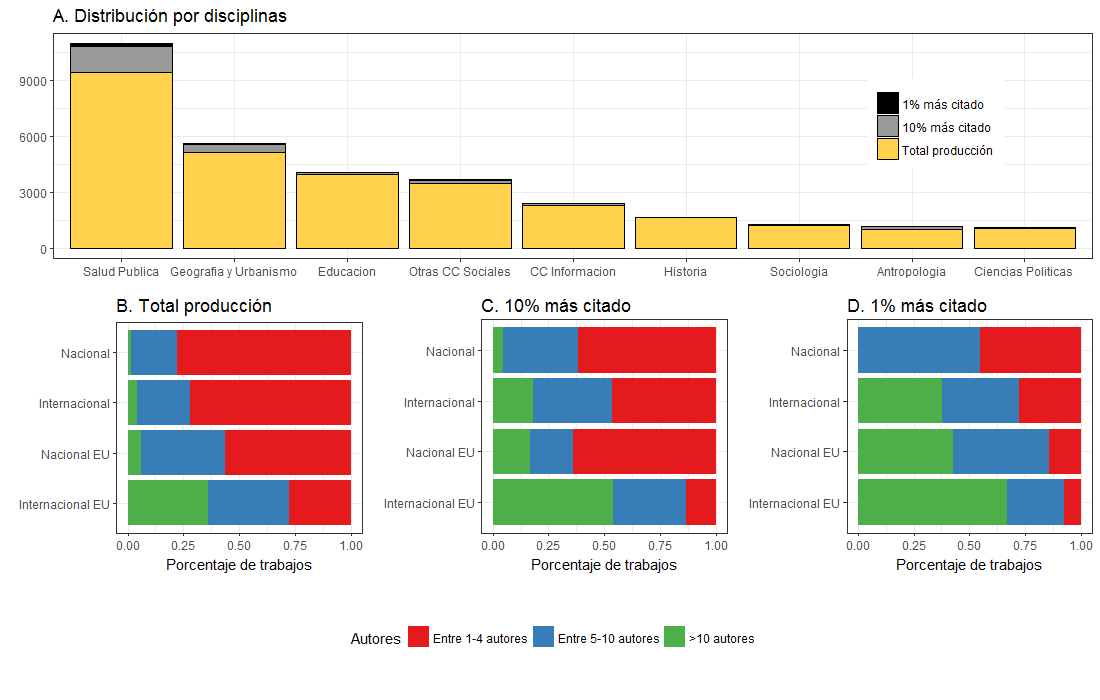 A. Distribución por disciplinas
9000
6000
3000
0
1% más citado
10% más citado
Total producción
Salud Publica Geografia y Urbanismo Educacion Otras CC Sociales CC Informacion Historia Sociologia Antropologia Ciencias Politicas
B. Total producción
Nacional
Internacional
Nacional EU
Internacional EU
0.00 0.25 0.50 0.75 1.00
Porcentaje de trabajos
C. 10% más citado
Nacional
Internacional
Nacional EU
Internacional EU
0.00 0.25 0.50 0.75 1.00
Porcentaje de trabajos
D. 1% más citado
Nacional
Internacional
Nacional EU
Internacional EU
0.00 0.25 0.50 0.75 1.00
Porcentaje de trabajos
Autores Entre 1-4 autores Entre 5-10 autores >10 autores